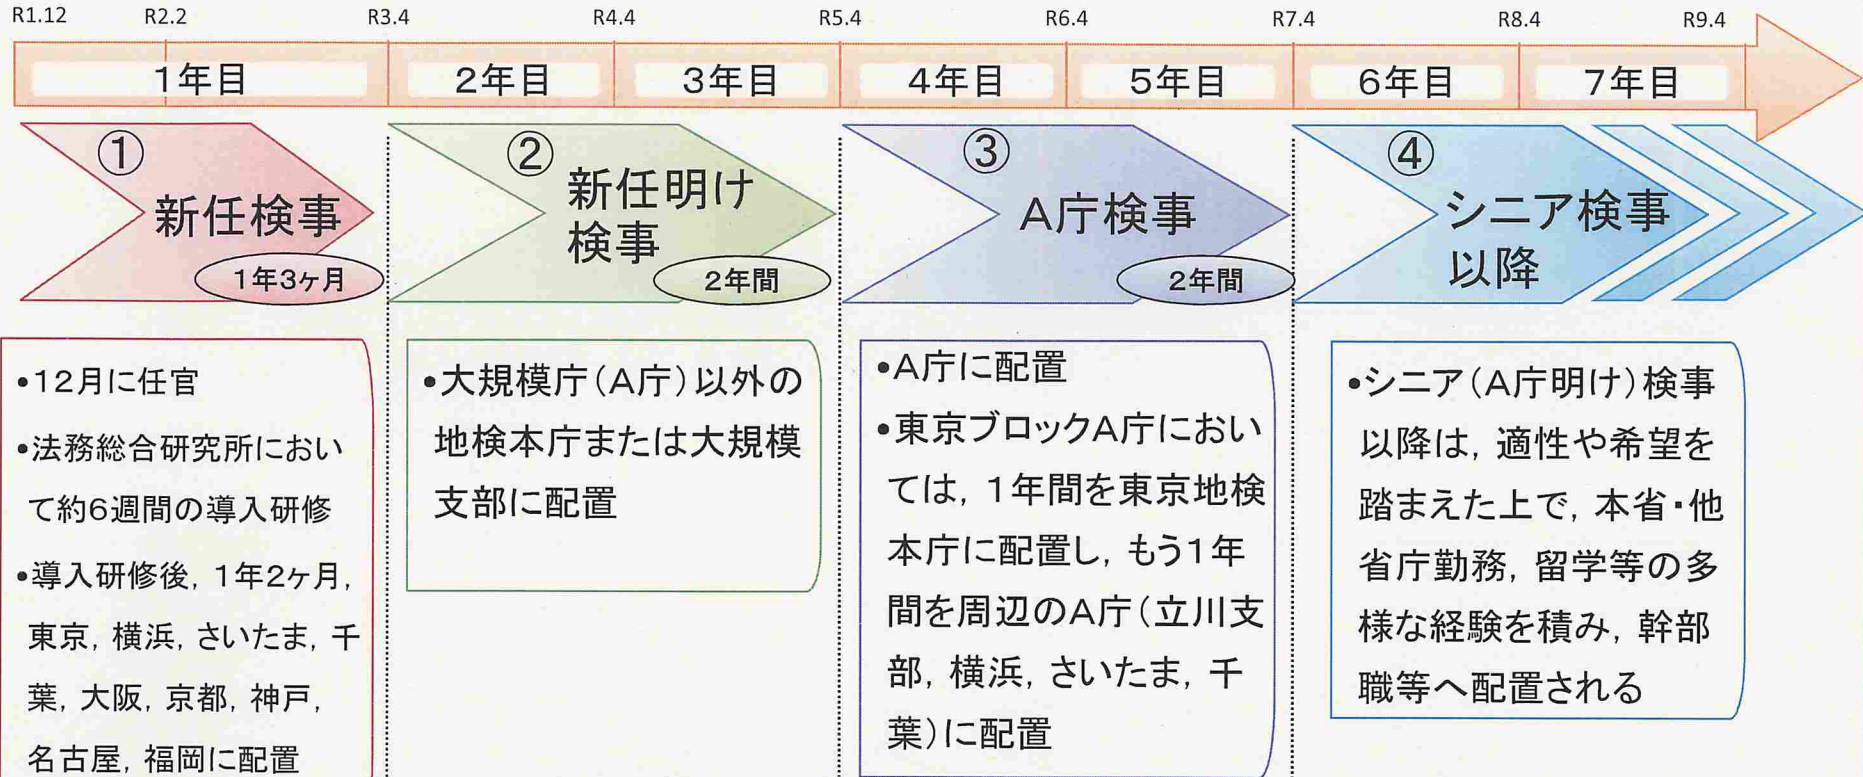 R1.12 R2.2 R3.4 R4.4 R5.4 R6.4 R7.4 R8.4 R9.4
1年目 2年目 3年目 4年目 5年目 6年目 7年目
①
新任検事
1年3ヶ月
②
新任明け
検事
2年間
③
A庁検事
2年間
④
シニア検事
以降
•12月に任官
•法務総合研究所におい
て約6週間の導入研修
•導入研修後，1年2ヶ月，
東京，横浜，さいたま，千
葉，大阪，京都，神戸，
名古屋，福岡に配置
•大規模庁（A庁）以外の
地検本庁または大規模
支部に配置
•A庁に配置
•東京ブロックA庁におい
ては，1年間を東京地検
本庁に配置し，もう1年
間を周辺のA庁（立川支
部，横浜，さいたま，千
葉）に配置
•シニア（A庁明け）検事
以降は，適性や希望を
踏まえた上で，本省・他
省庁勤務，留学等の多
様な経験を積み，幹部
職等へ配置される